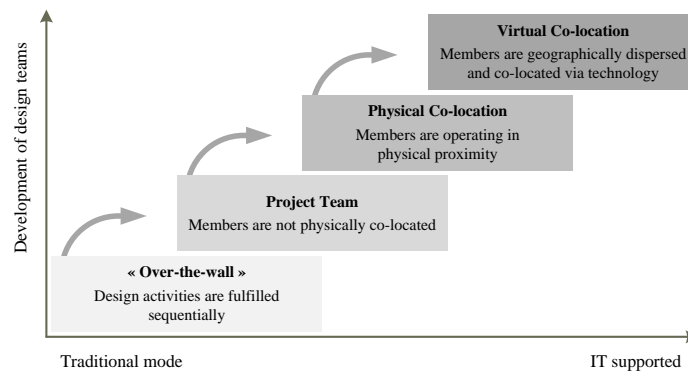 Development of design teams
Virtual Co-location
Members are geographically dispersed
and co-located via technology
Physical Co-location
Members are operating in
physical proximity
Project Team
Members are not physically co-located
« Over-the-wall »
Design activities are fulfilled
sequentially
Traditional mode
IT supported